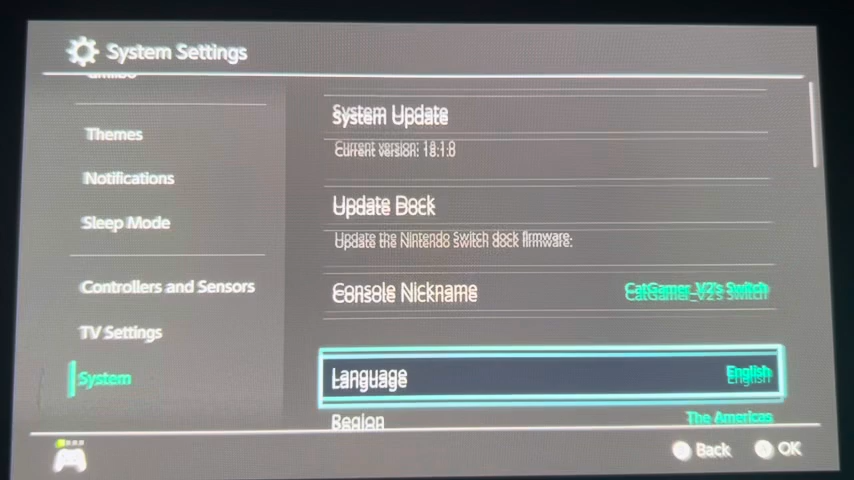 System Settings
Themes
Notifications
Sleep Mode
Controllers and Sensors
TV Settings
System
System Update
Current version: 18.1.0
Update Dock
Update the Nintendo Switch dock firmware.
Console Nickname
CatGamer_V2's Switch
Language
English
Region
The Americas
Back
OK